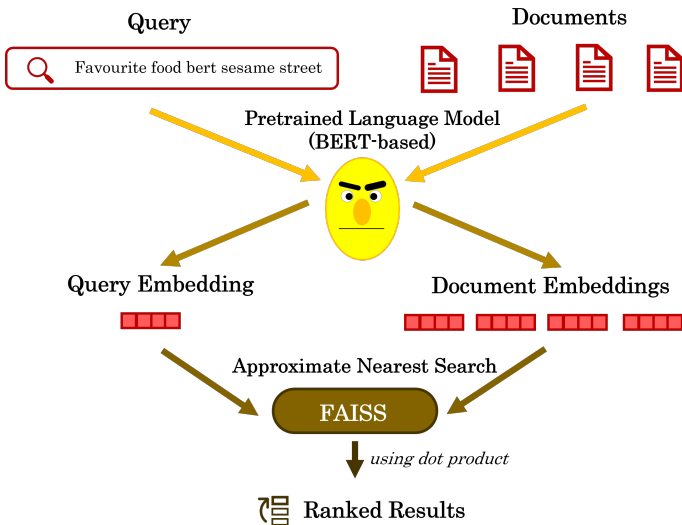 Query
Documents
Favourite food bert sesame street
Pretrained Language Model
(BERT-based)
Query Embedding
Document Embeddings
Approximate Nearest Search
FAISS
using dot product
Ranked Results